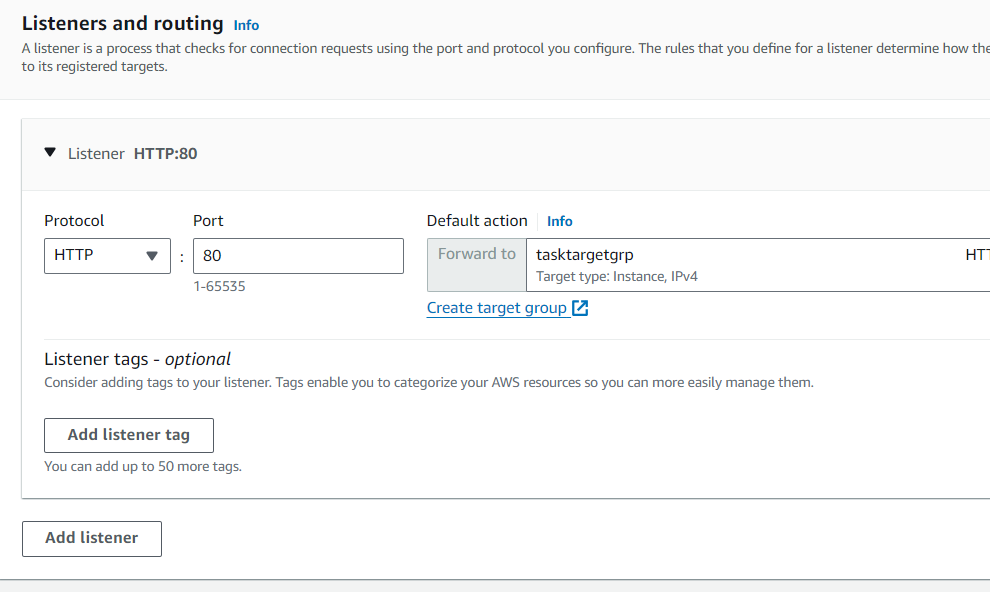 Listeners and routing Info
A listener is a process that checks for connection requests using the port and protocol you configure. The rules that you define for a listener determine how the
to its registered targets.
Listener HTTP:80
Protocol Port Default action Info
HTTP : 80 Forward to tasktargetgrp HTT
Target type: Instance, IPv4
1-65535
Create target group
Listener tags - optional
Consider adding tags to your listener. Tags enable you to categorize your AWS resources so you can more easily manage them.
Add listener tag
You can add up to 50 more tags.
Add listener